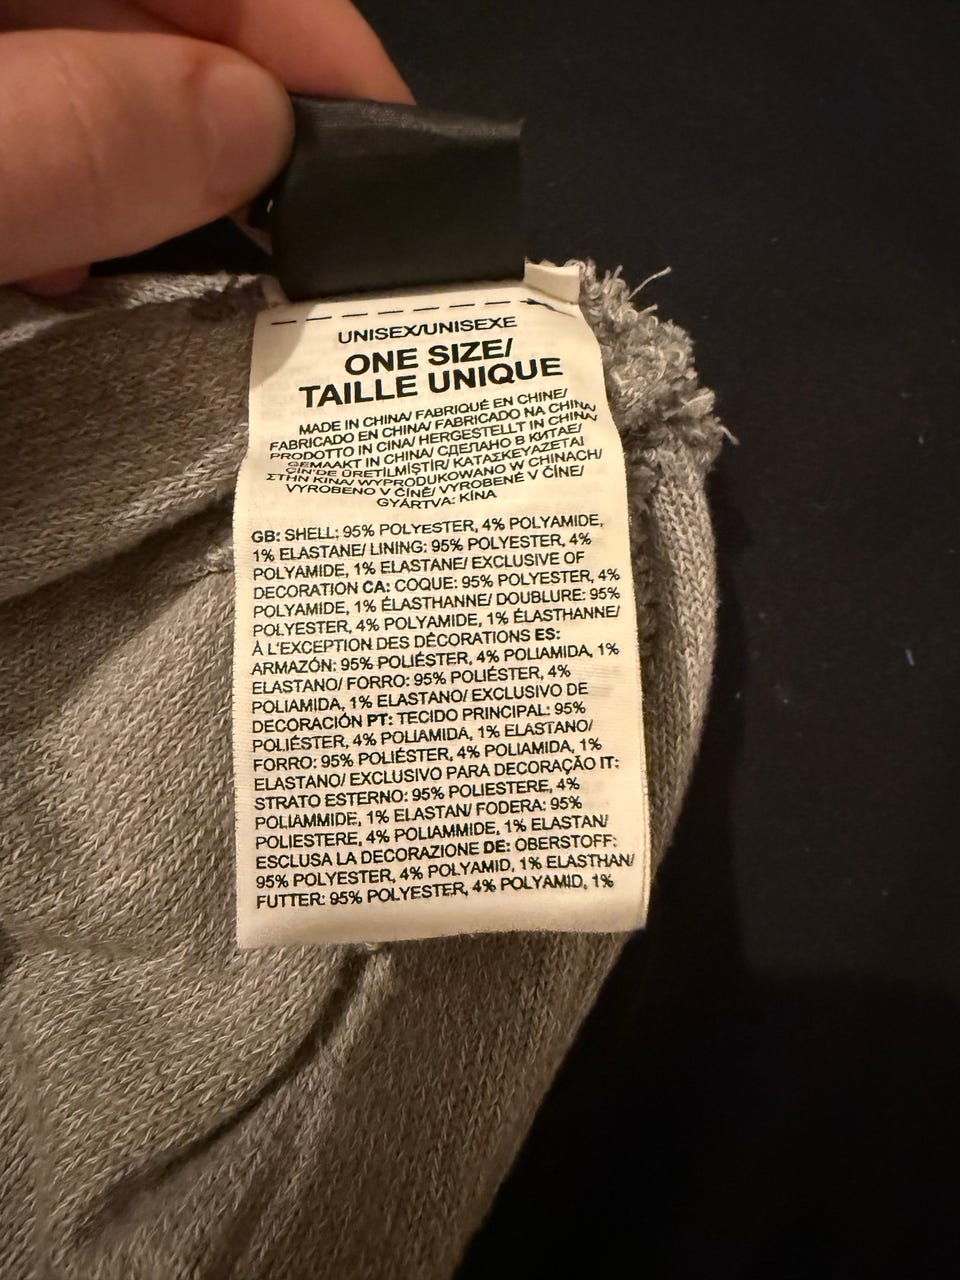 UNISEX/UNISEXE
ONE SIZE/
TAILLE UNIQUE
MADE IN CHINA/ FABRIQUÉ EN CHINE/
FABRICADO EN CHINA/ FABRICADO NA CHINA/
PRODOTTO IN CINA/ HERGESTELLT IN CHINA/
GEMAAKT IN CHINA/ СДЕЛАНО В КИТАЕ/
ÇİN'DE ÜRETİLMİŞTİR/ ΚΑΤΑΣΚΕΥΑΖΕΤΑΙ
ΣΤΗΝ ΚΙΝΑ/ WYPRODUKOWANO W CHINACH/
VYROBENO V ČÍNĚ/ VYROBENÉ V ČÍNE/
GYÁRTVA: KÍNA
GB: SHELL: 95% POLYESTER, 4% POLYAMIDE,
1% ELASTANE/ LINING: 95% POLYESTER, 4%
POLYAMIDE, 1% ELASTANE/ EXCLUSIVE OF
DECORATION CA: COQUE: 95% POLYESTER, 4%
POLYAMIDE, 1% ÉLASTHANNE/ DOUBLURE: 95%
POLYESTER, 4% POLYAMIDE, 1% ÉLASTHANNE/
À L'EXCEPTION DES DÉCORATIONS ES:
ARMAZÓN: 95% POLIÉSTER, 4% POLIAMIDA, 1%
ELASTANO/ FORRO: 95% POLIÉSTER, 4%
POLIAMIDA, 1% ELASTANO/ EXCLUSIVO DE
DECORACIÓN PT: TECIDO PRINCIPAL: 95%
POLIÉSTER, 4% POLIAMIDA, 1% ELASTANO/
FORRO: 95% POLIÉSTER, 4% POLIAMIDA, 1%
ELASTANO/ EXCLUSIVO PARA DECORAÇÃO IT:
STRATO ESTERNO: 95% POLIESTERE, 4%
POLIAMMIDE, 1% ELASTAN/ FODERA: 95%
POLIESTERE, 4% POLIAMMIDE, 1% ELASTAN/
ESCLUSA LA DECORAZIONE DE: OBERSTOFF:
95% POLYESTER, 4% POLYAMID, 1% ELASTHAN/
FUTTER: 95% POLYESTER, 4% POLYAMID, 1%